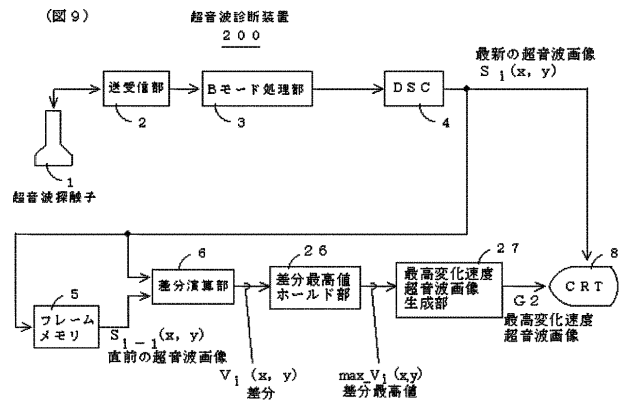 (図9)
超音波診断装置
200
最新の超音波画像
S i (x, y)
送受信部
2
Bモード処理部
3
DSC
4
1
超音波探触子
5
フレーム
メモリ
S i－1 (x, y)
直前の超音波画像
6
差分演算部
V i (x, y)
差分
26
差分最高値
ホールド部
max_V i (x,y)
差分最高値
27
最高変化速度
超音波画像
生成部
G2
最高変化速度
超音波画像
8
CRT